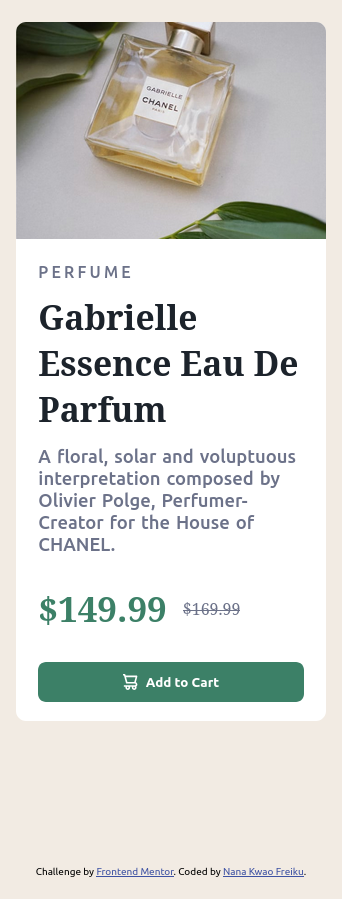 GABRIELLE
CHANEL
PARIS
PERFUME
Gabrielle
Essence Eau De
Parfum
A floral, solar and voluptuous
interpretation composed by
Olivier Polge, Perfumer-
Creator for the House of
CHANEL.
$149.99 $169.99
Add to Cart
Challenge by Frontend Mentor. Coded by Nana Kwao Freiku.